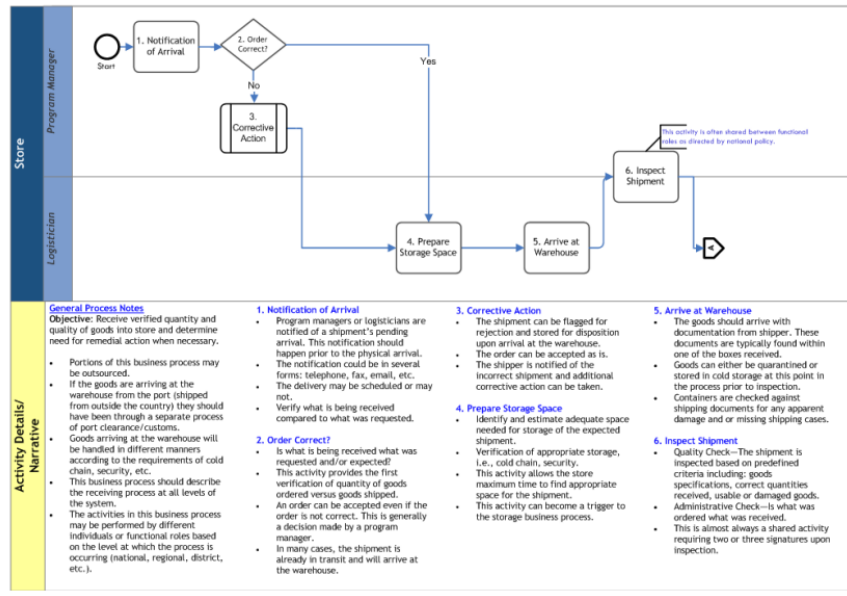 Store
Program Manager
Logistician
Start
1. Notification
of Arrival
2. Order
Correct?
Yes
No
3.
Corrective
Action
This activity is often shared between functional
roles as directed by national policy.
6. Inspect
Shipment
4. Prepare
Storage Space
5. Arrive at
Warehouse
A
Activity Details/
Narrative
General Process Notes
Objective: Receive verified quantity and
quality of goods into store and determine
need for remedial action when necessary.
• Portions of this business process may
be outsourced.
• If the goods are arriving at the
warehouse from the port (shipped
from outside the country) they should
have been through a separate process
of port clearance/customs.
• Goods arriving at the warehouse will
be handled in different manners
according to the requirements of cold
chain, security, etc.
• This business process should describe
the receiving process at all levels of
the system.
• The activities in this business process
may be performed by different
individuals or functional roles based
on the level at which the process is
occurring (national, regional, district,
etc.).
1. Notification of Arrival
• Program managers or logisticians are
notified of a shipment's pending
arrival. This notification should
happen prior to the physical arrival.
• The notification could be in several
forms: telephone, fax, email, etc.
• The delivery may be scheduled or may
not.
• Verify what is being received
compared to what was requested.
2. Order Correct?
• Is what is being received what was
requested and/or expected?
• This activity provides the first
verification of quantity of goods
ordered versus goods shipped.
• An order can be accepted even if the
order is not correct. This is generally
a decision made by a program
manager.
• In many cases, the shipment is
already in transit and will arrive at
the warehouse.
3. Corrective Action
• The shipment can be flagged for
rejection and stored for disposition
upon arrival at the warehouse.
• The order can be accepted as is.
• The shipper is notified of the
incorrect shipment and additional
corrective action can be taken.
4. Prepare Storage Space
• Identify and estimate adequate space
needed for storage of the expected
shipment.
• Verification of appropriate storage,
i.e., cold chain, security.
• This activity allows the store
maximum time to find appropriate
space for the shipment.
• This activity can become a trigger to
the storage business process.
5. Arrive at Warehouse
• The goods should arrive with
documentation from shipper. These
documents are typically found within
one of the boxes received.
• Goods can either be quarantined or
stored in cold storage at this point in
the process prior to inspection.
• Containers are checked against
shipping documents for any apparent
damage and or missing shipping cases.
6. Inspect Shipment
• Quality Check—The shipment is
inspected based on predefined
criteria including: goods
specifications, correct quantities
received, usable or damaged goods.
• Administrative Check—Is what was
ordered what was received.
• This is almost always a shared activity
requiring two or three signatures upon
inspection.